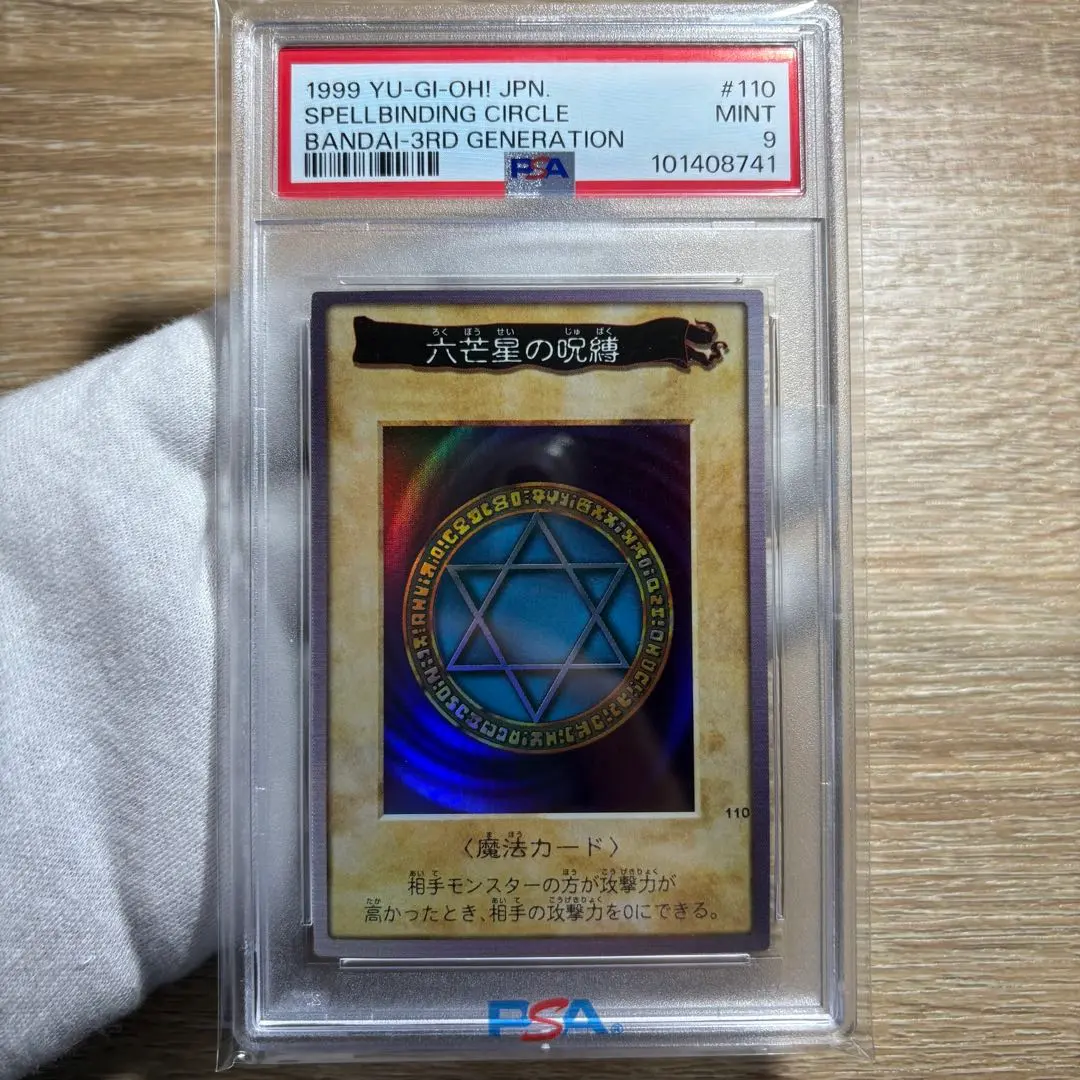 1999 YU-GI-OH! JPN. #110
SPELLBINDING CIRCLE MINT
BANDAI-3RD GENERATION 9
PSA 101408741
ろく ぼう せい じゅ ばく
六芒星の呪縛
110
ま ほう
〈魔法カード〉
あい て ほう こうげきりょく
相手モンスターの方が攻撃力が
たか あい て こうげきりょく
高かったとき、相手の攻撃力を0にできる。
PSA®